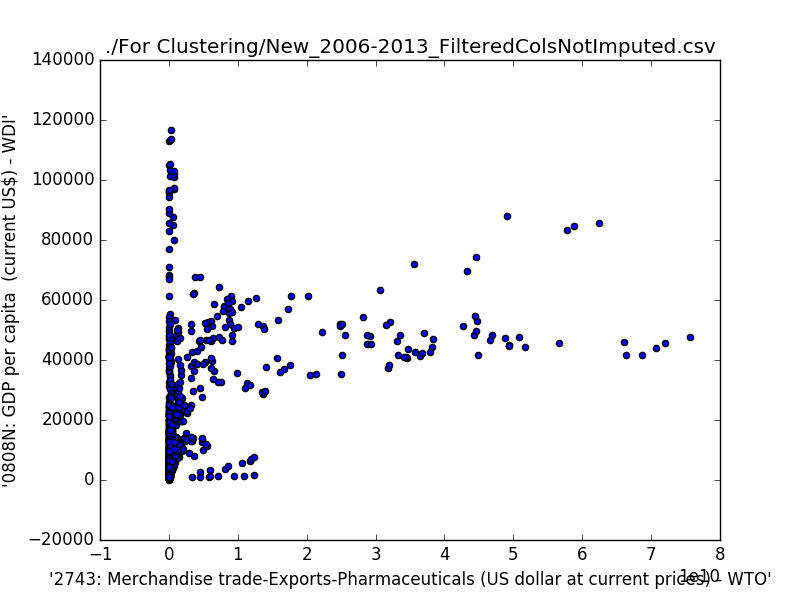 ./For Clustering/New_2006-2013_FilteredColsNotImputed.csv
140000
120000
100000
80000
60000
40000
20000
0
−20000
'0808N: GDP per capita  (current US$) - WDI'
−1 0 1 2 3 4 5 6 7 8
1e10
'2743: Merchandise trade-Exports-Pharmaceuticals (US dollar at current prices) - WTO'